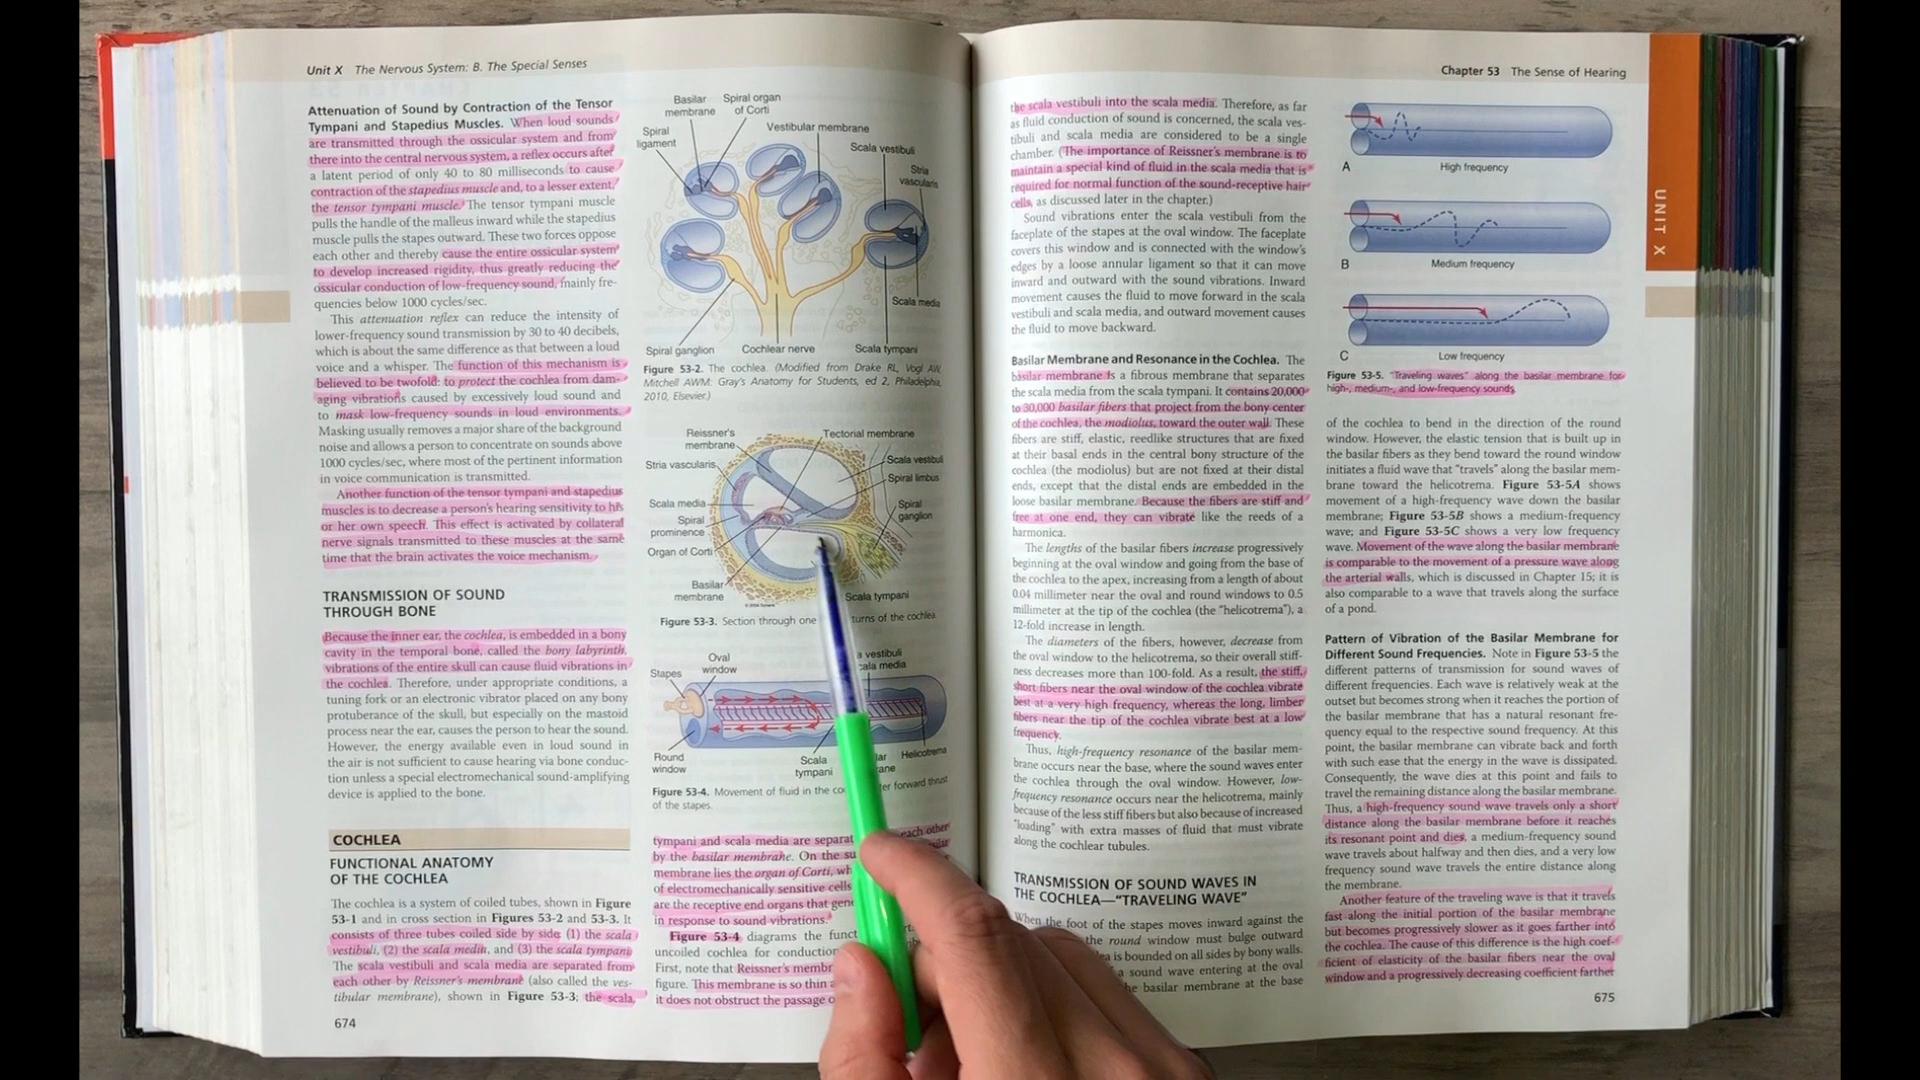 Unit X The Nervous System: B. The Special Senses
Attenuation of Sound by Contraction of the Tensor
Tympani and Stapedius Muscles. When loud sounds
are transmitted through the ossicular system and from
there into the central nervous system, a reflex occurs after
a latent period of only 40 to 80 milliseconds to cause
contraction of the stapedius muscle and, to a lesser extent,
the tensor tympani muscle. The tensor tympani muscle
pulls the handle of the malleus inward while the stapedius
muscle pulls the stapes outward. These two forces oppose
each other and thereby cause the entire ossicular system
to develop increased rigidity, thus greatly reducing the
ossicular conduction of low-frequency sound, mainly fre-
quencies below 1000 cycles/sec.
This attenuation reflex can reduce the intensity of
lower-frequency sound transmission by 30 to 40 decibels,
which is about the same difference as that between a loud
voice and a whisper. The function of this mechanism is
believed to be twofold: to protect the cochlea from dam-
aging vibrations caused by excessively loud sound and
to mask low-frequency sounds in loud environments.
Masking usually removes a major share of the background
noise and allows a person to concentrate on sounds above
1000 cycles/sec, where most of the pertinent information
in voice communication is transmitted.
Another function of the tensor tympani and stapedius
muscles is to decrease a person's hearing sensitivity to his
or her own speech. This effect is activated by collateral
nerve signals transmitted to these muscles at the same
time that the brain activates the voice mechanism.
TRANSMISSION OF SOUND
THROUGH BONE
Because the inner ear, the cochlea, is embedded in a bony
cavity in the temporal bone, called the bony labyrinth,
vibrations of the entire skull can cause fluid vibrations in
the cochlea. Therefore, under appropriate conditions, a
tuning fork or an electronic vibrator placed on any bony
protuberance of the skull, but especially on the mastoid
process near the ear, causes the person to hear the sound.
However, the energy available even in loud sound in
the air is not sufficient to cause hearing via bone conduc-
tion unless a special electromechanical sound-amplifying
device is applied to the bone.
COCHLEA
FUNCTIONAL ANATOMY
OF THE COCHLEA
The cochlea is a system of coiled tubes, shown in Figure
53-1 and in cross section in Figures 53-2 and 53-3. It
consists of three tubes coiled side by side: (1) the scala
vestibuli, (2) the scala media, and (3) the scala tympani.
The scala vestibuli and scala media are separated from
each other by Reissner's membrane (also called the ves-
tibular membrane), shown in Figure 53-3; the scala
674
Basilar
membrane
Spiral organ
of Corti
Spiral
ligament
Vestibular membrane
Scala vestibuli
Stria
vascularis
Scala media
Spiral ganglion
Cochlear nerve
Scala tympani
Figure 53-2. The cochlea. (Modified from Drake RL, Vogl AW,
Mitchell AWM: Gray's Anatomy for Students, ed 2, Philadelphia,
2010, Elsevier.)
Reissner's
membrane
Tectorial membrane
Stria vascularis
Scala vestibuli
Spiral limbus
Scala media
Spiral
ganglion
Spiral
prominence
Organ of Corti
Basilar
membrane
Scala tympani
Figure 53-3. Section through one turns of the cochlea.
Stapes
Oval
window
a vestibuli
cala media
Round
window
Scala
tympani
lar
rane
Helicotrema
Figure 53-4. Movement of fluid in the co ter forward thrust
of the stapes.
tympani and scala media are separat each other
by the basilar membrane. On the su
membrane lies the organ of Corti, wh
of electromechanically sensitive cells
are the receptive end organs that gen
in response to sound vibrations.
Figure 53-4 diagrams the funct
uncoiled cochlea for conduction
First, note that Reissner's membr
figure. This membrane is so thin a
it does not obstruct the passage o
Chapter 53 The Sense of Hearing
the scala vestibuli into the scala media. Therefore, as far
as fluid conduction of sound is concerned, the scala ves-
tibuli and scala media are considered to be a single
chamber. (The importance of Reissner's membrane is to
maintain a special kind of fluid in the scala media that is
required for normal function of the sound-receptive hair
cells, as discussed later in the chapter.)
Sound vibrations enter the scala vestibuli from the
faceplate of the stapes at the oval window. The faceplate
covers this window and is connected with the window's
edges by a loose annular ligament so that it can move
inward and outward with the sound vibrations. Inward
movement causes the fluid to move forward in the scala
vestibuli and scala media, and outward movement causes
the fluid to move backward.
Basilar Membrane and Resonance in the Cochlea. The
basilar membrane is a fibrous membrane that separates
the scala media from the scala tympani. It contains 20,000
to 30,000 basilar fibers that project from the bony center
of the cochlea, the modiolus, toward the outer wall. These
fibers are stiff, elastic, reedlike structures that are fixed
at their basal ends in the central bony structure of the
cochlea (the modiolus) but are not fixed at their distal
ends, except that the distal ends are embedded in the
loose basilar membrane. Because the fibers are stiff and
free at one end, they can vibrate like the reeds of a
harmonica.
The lengths of the basilar fibers increase progressively
beginning at the oval window and going from the base of
the cochlea to the apex, increasing from a length of about
0.04 millimeter near the oval and round windows to 0.5
millimeter at the tip of the cochlea (the "helicotrema"), a
12-fold increase in length.
The diameters of the fibers, however, decrease from
the oval window to the helicotrema, so their overall stiff-
ness decreases more than 100-fold. As a result, the stiff,
short fibers near the oval window of the cochlea vibrate
best at a very high frequency, whereas the long, limber
fibers near the tip of the cochlea vibrate best at a low
frequency.
Thus, high-frequency resonance of the basilar mem-
brane occurs near the base, where the sound waves enter
the cochlea through the oval window. However, low-
frequency resonance occurs near the helicotrema, mainly
because of the less stiff fibers but also because of increased
"loading" with extra masses of fluid that must vibrate
along the cochlear tubules.
TRANSMISSION OF SOUND WAVES IN
THE COCHLEA—"TRAVELING WAVE"
When the foot of the stapes moves inward against the
the round window must bulge outward
ea is bounded on all sides by bony walls.
a sound wave entering at the oval
he basilar membrane at the base
A
High frequency
B
Medium frequency
C
Low frequency
Figure 53-5. "Traveling waves" along the basilar membrane for
high-, medium-, and low-frequency sounds.
of the cochlea to bend in the direction of the round
window. However, the elastic tension that is built up in
the basilar fibers as they bend toward the round window
initiates a fluid wave that "travels" along the basilar mem-
brane toward the helicotrema. Figure 53-5A shows
movement of a high-frequency wave down the basilar
membrane; Figure 53-5B shows a medium-frequency
wave; and Figure 53-5C shows a very low frequency
wave. Movement of the wave along the basilar membrane
is comparable to the movement of a pressure wave along
the arterial walls, which is discussed in Chapter 15; it is
also comparable to a wave that travels along the surface
of a pond.
Pattern of Vibration of the Basilar Membrane for
Different Sound Frequencies. Note in Figure 53-5 the
different patterns of transmission for sound waves of
different frequencies. Each wave is relatively weak at the
outset but becomes strong when it reaches the portion of
the basilar membrane that has a natural resonant fre-
quency equal to the respective sound frequency. At this
point, the basilar membrane can vibrate back and forth
with such ease that the energy in the wave is dissipated.
Consequently, the wave dies at this point and fails to
travel the remaining distance along the basilar membrane.
Thus, a high-frequency sound wave travels only a short
distance along the basilar membrane before it reaches
its resonant point and dies, a medium-frequency sound
wave travels about halfway and then dies, and a very low
frequency sound wave travels the entire distance along
the membrane.
Another feature of the traveling wave is that it travels
fast along the initial portion of the basilar membrane
but becomes progressively slower as it goes farther into
the cochlea. The cause of this difference is the high coef-
ficient of elasticity of the basilar fibers near the oval
window and a progressively decreasing coefficient farther
675
UNIT X